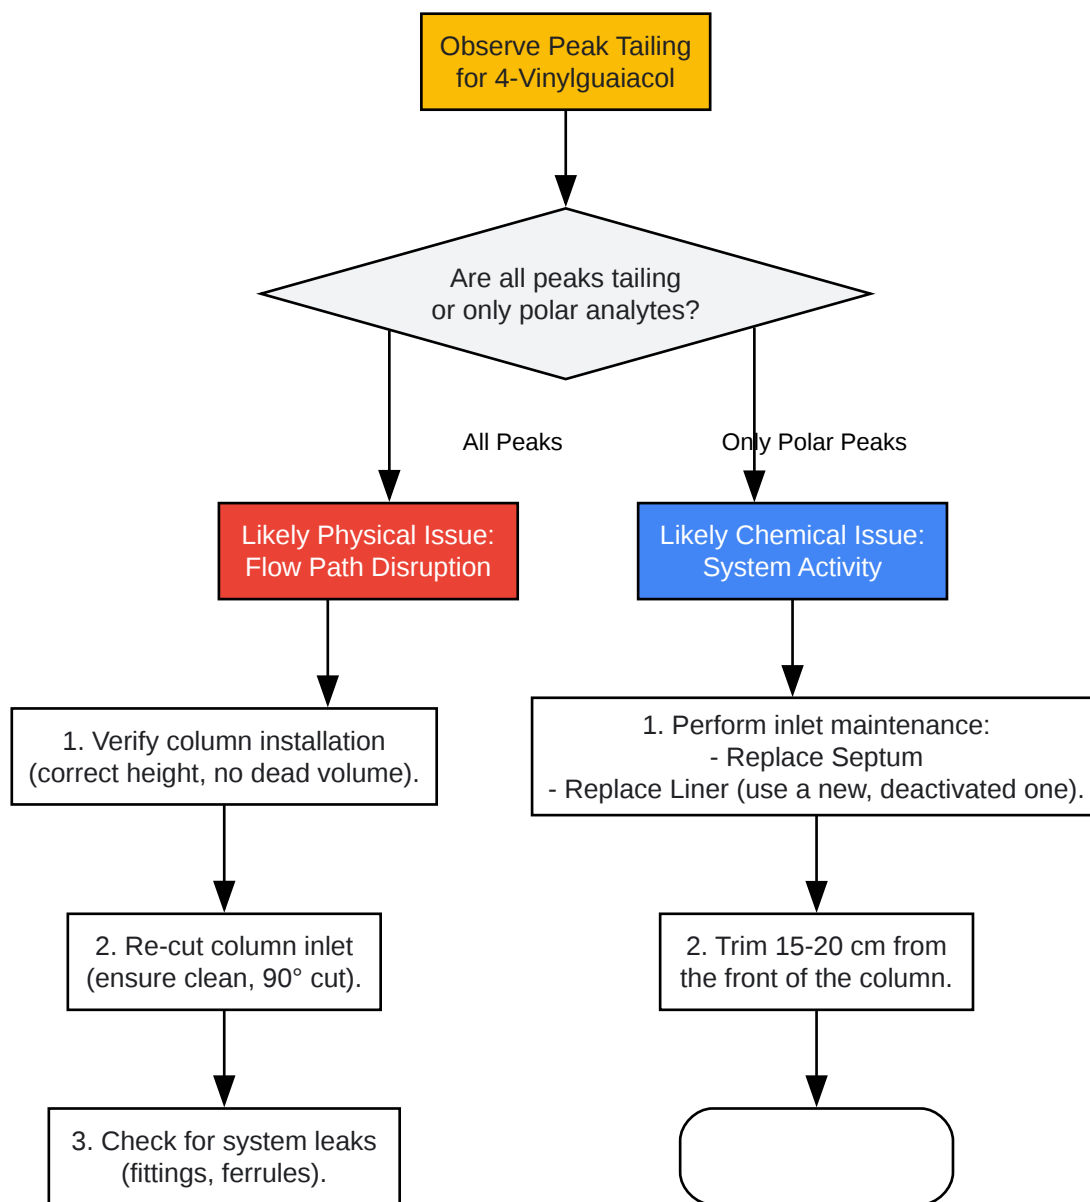 Observe Peak Tailing
for 4-Vinylguaiacol
Are all peaks tailing
or only polar analytes?
All Peaks
Only Polar Peaks
Likely Physical Issue:
Flow Path Disruption
Likely Chemical Issue:
System Activity
1. Verify column installation
(correct height, no dead volume).
1. Perform inlet maintenance:
- Replace Septum
- Replace Liner (use a new, deactivated one).
2. Re-cut column inlet
(ensure clean, 90° cut).
2. Trim 15-20 cm from
the front of the column.
3. Check for system leaks
(fittings, ferrules).